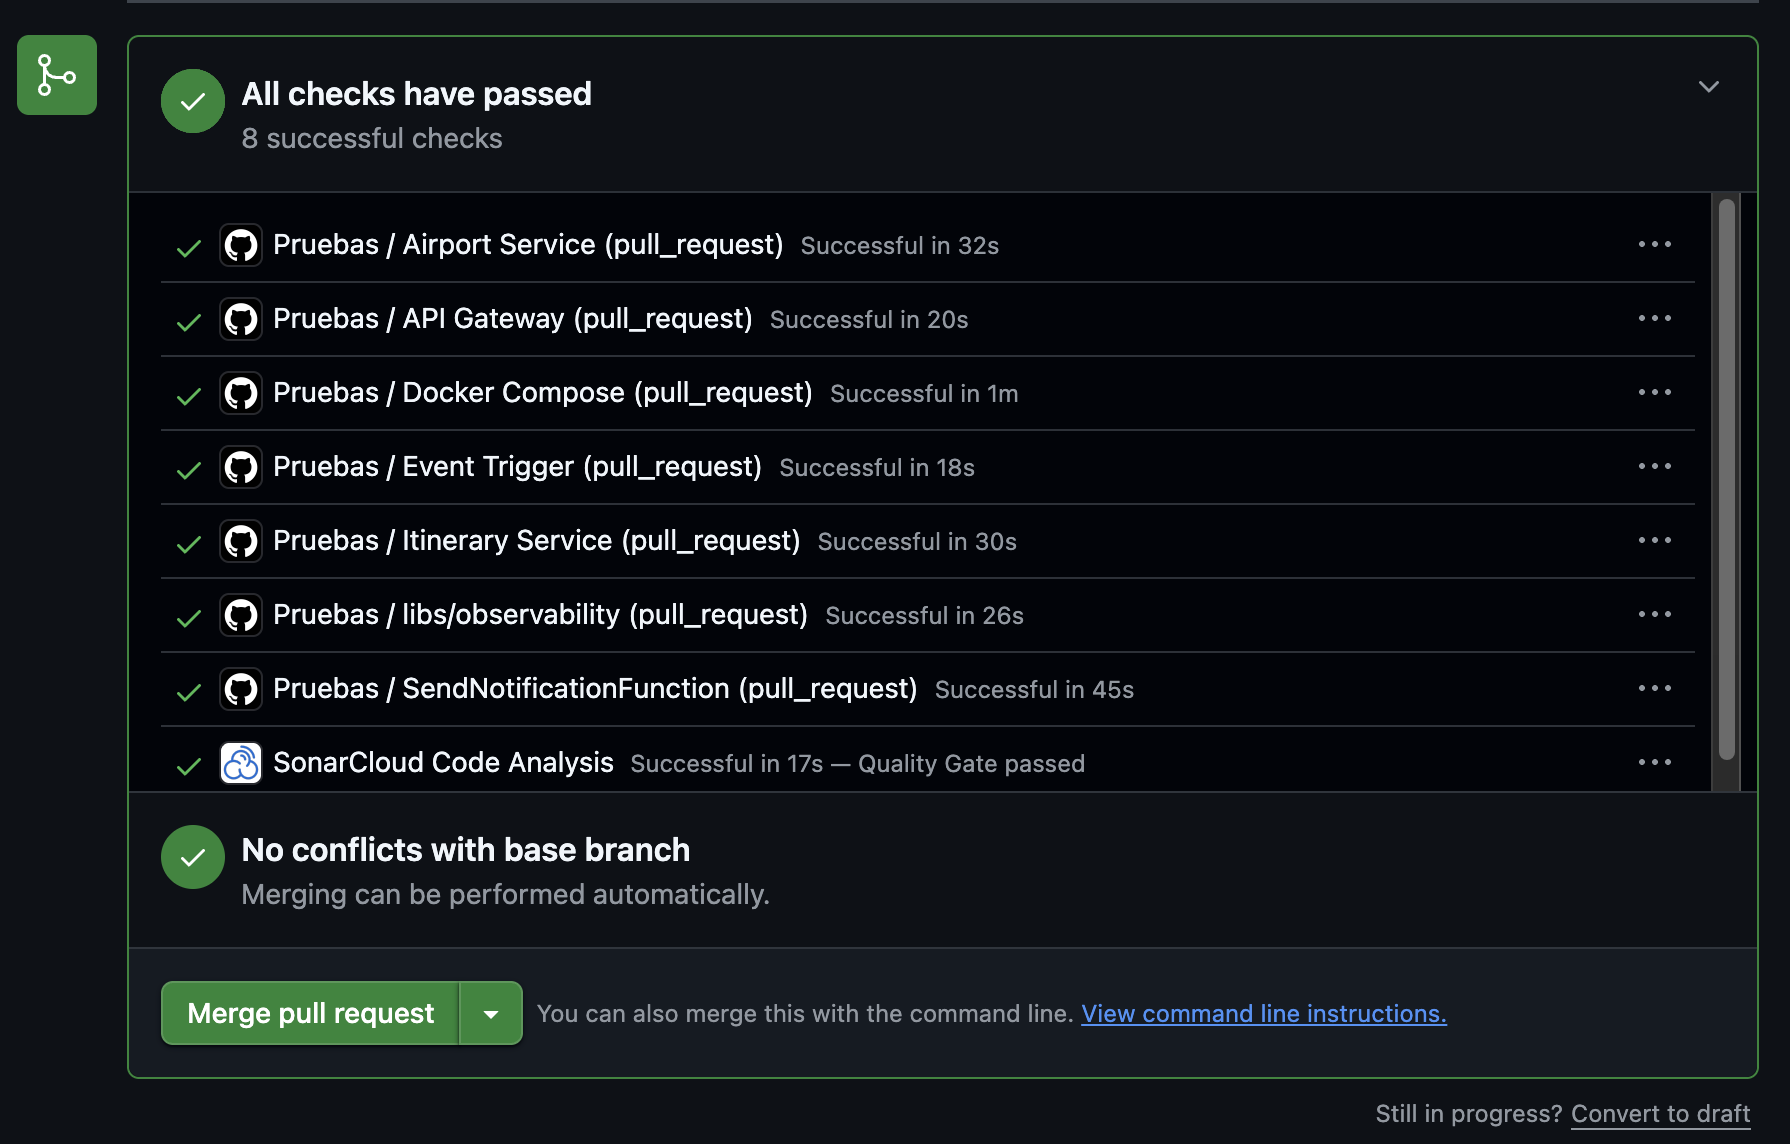 All checks have passed
8 successful checks
Pruebas / Airport Service (pull_request) Successful in 32s
Pruebas / API Gateway (pull_request) Successful in 20s
Pruebas / Docker Compose (pull_request) Successful in 1m
Pruebas / Event Trigger (pull_request) Successful in 18s
Pruebas / Itinerary Service (pull_request) Successful in 30s
Pruebas / libs/observability (pull_request) Successful in 26s
Pruebas / SendNotificationFunction (pull_request) Successful in 45s
SonarCloud Code Analysis Successful in 17s — Quality Gate passed
No conflicts with base branch
Merging can be performed automatically.
Merge pull request You can also merge this with the command line. View command line instructions.
Still in progress? Convert to draft